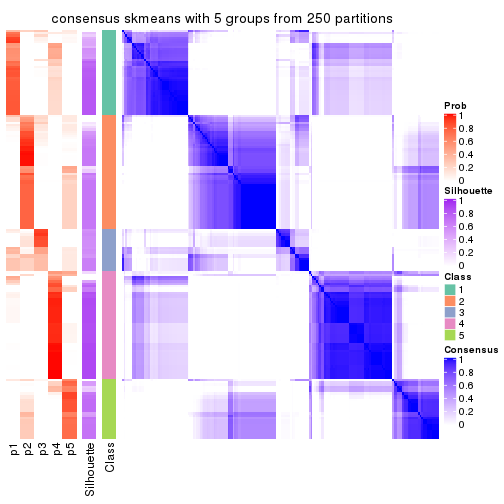 consensus skmeans with 5 groups from 250 partitions
Prob
1
0.8
0.6
0.4
0.2
0
Silhouette
1
0.8
0.6
0.4
0.2
0
Class
1
2
3
4
5
Consensus
1
0.8
0.6
0.4
0.2
0
p1
p2
p3
p4
p5
Silhouette
Class